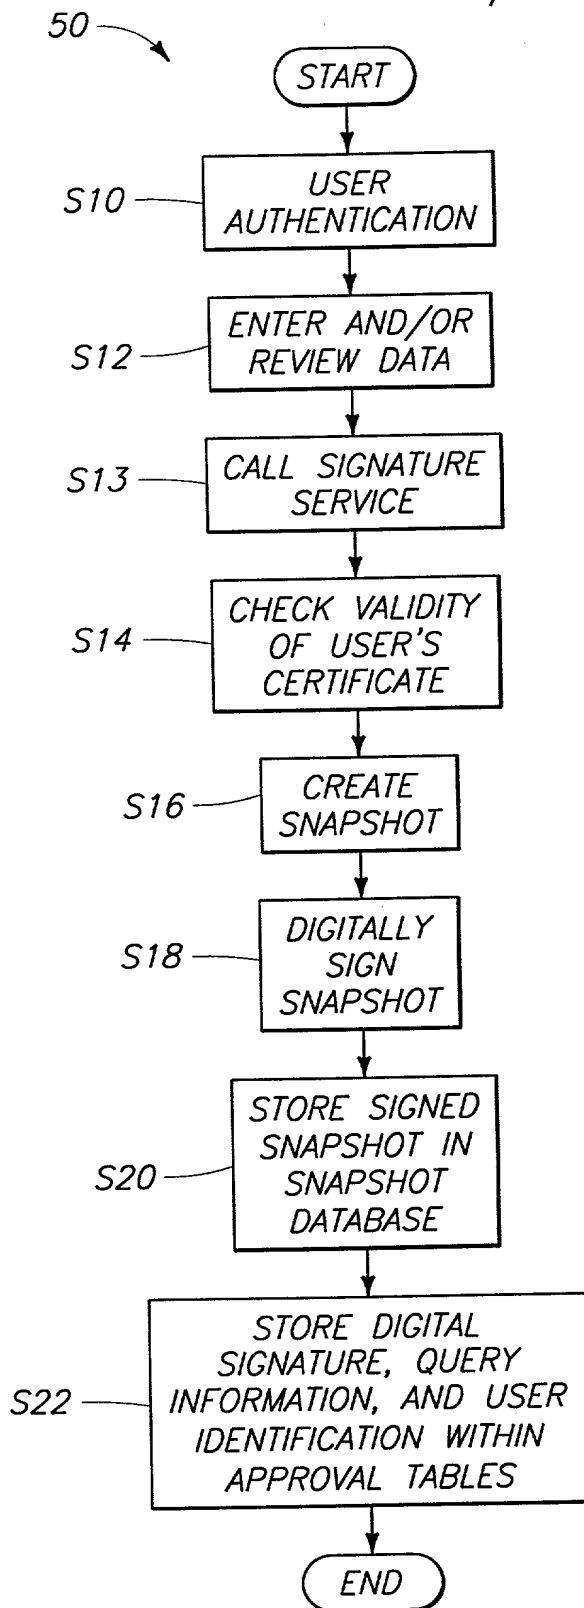 50
START
S10
USER
AUTHENTICATION
S12
ENTER AND/OR
REVIEW DATA
S13
CALL SIGNATURE
SERVICE
S14
CHECK VALIDITY
OF USER'S
CERTIFICATE
S16
CREATE
SNAPSHOT
S18
DIGITALLY
SIGN
SNAPSHOT
S20
STORE SIGNED
SNAPSHOT IN
SNAPSHOT
DATABASE
S22
STORE DIGITAL
SIGNATURE, QUERY
INFORMATION, AND USER
IDENTIFICATION WITHIN
APPROVAL TABLES
END